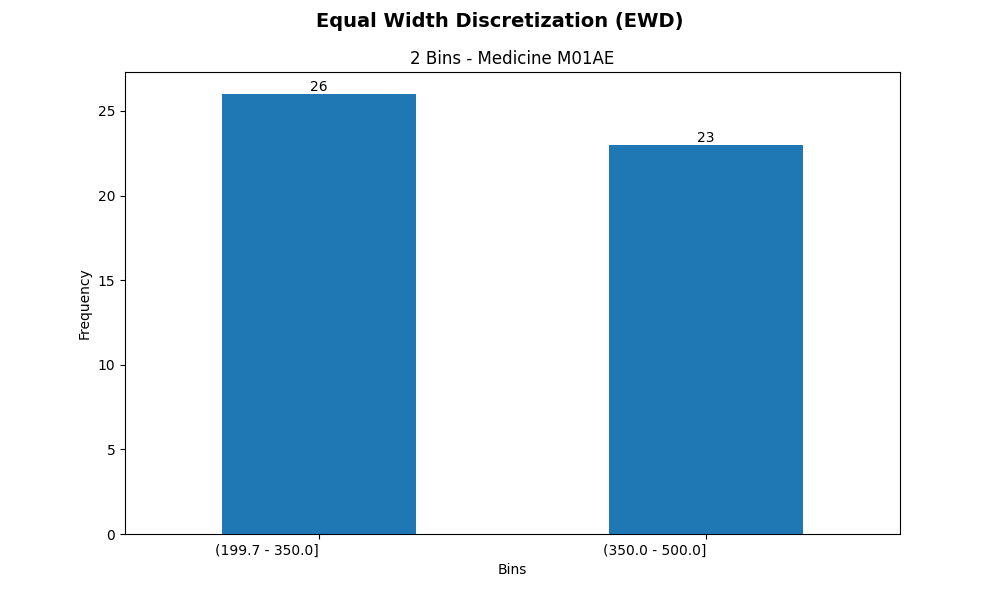 Equal Width Discretization (EWD)
2 Bins - Medicine M01AE
26
23
25
20
15
10
5
0
Frequency
(199.7 - 350.0]
(350.0 - 500.0]
Bins